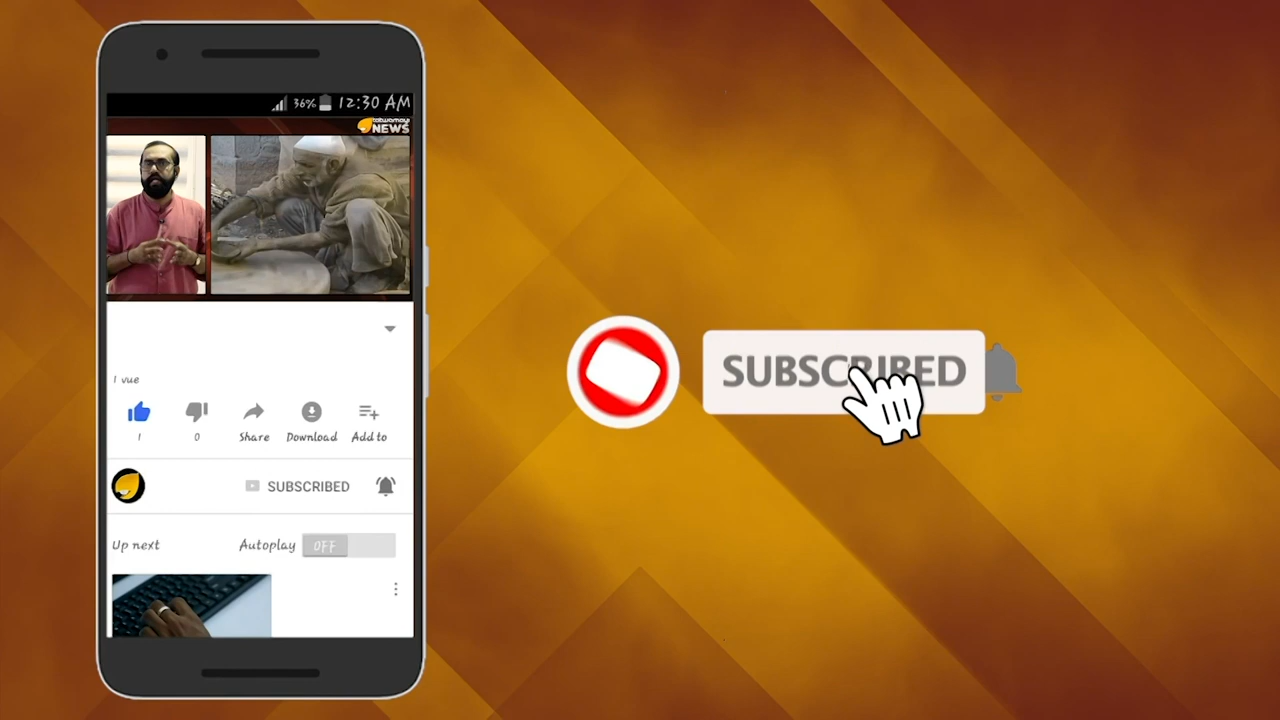 36% 12:30 AM
tatwamayi
NEWS
1 vue
1
0
Share
Download
Add to
SUBSCRIBED
Up next
Autoplay
OFF
SUBSCRIBED